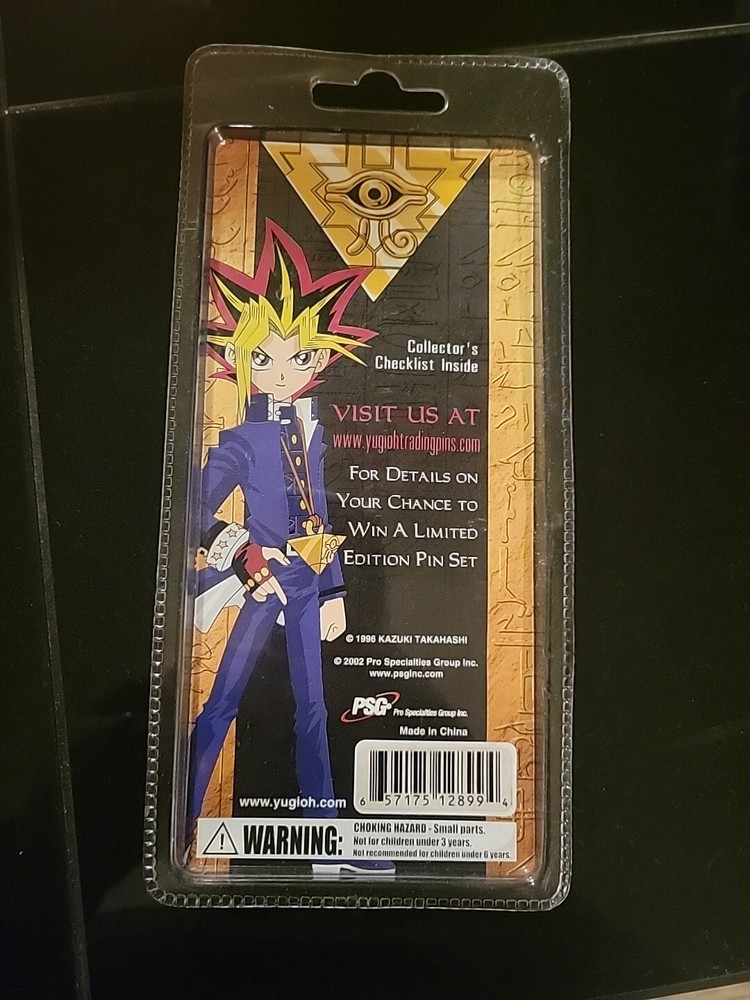 Collector's
Checklist Inside
VISIT US AT
www.yugiohtradingpins.com
FOR DETAILS ON
YOUR CHANCE TO
WIN A LIMITED
EDITION PIN SET
© 1996 KAZUKI TAKAHASHI
© 2002 Pro Specialties Group Inc.
www.psginc.com
PSG Pro Specialties Group Inc.
Made in China
6 57175 12899 4
www.yugioh.com
WARNING: CHOKING HAZARD - Small parts.
Not for children under 3 years.
Not recommended for children under 6 years.